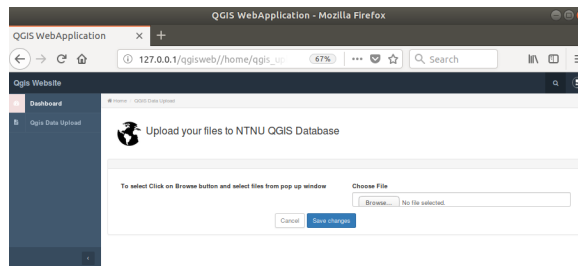 QGIS WebApplication - Mozilla Firefox
QGIS WebApplication
127.0.0.1/qgisweb//home/qgis_u 67% Search
Qgis Website
Dashboard
Home QGIS Data Upload
Qgis Data Upload
Upload your files to NTNU QGIS Database
To select Click on Browse button and select files from pop up window Choose File
Browse... No file selected.
Cancel Save changes